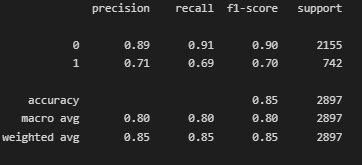 precision recall f1-score support
0 0.89 0.91 0.90 2155
1 0.71 0.69 0.70 742
accuracy 0.85 2897
macro avg 0.80 0.80 0.80 2897
weighted avg 0.85 0.85 0.85 2897